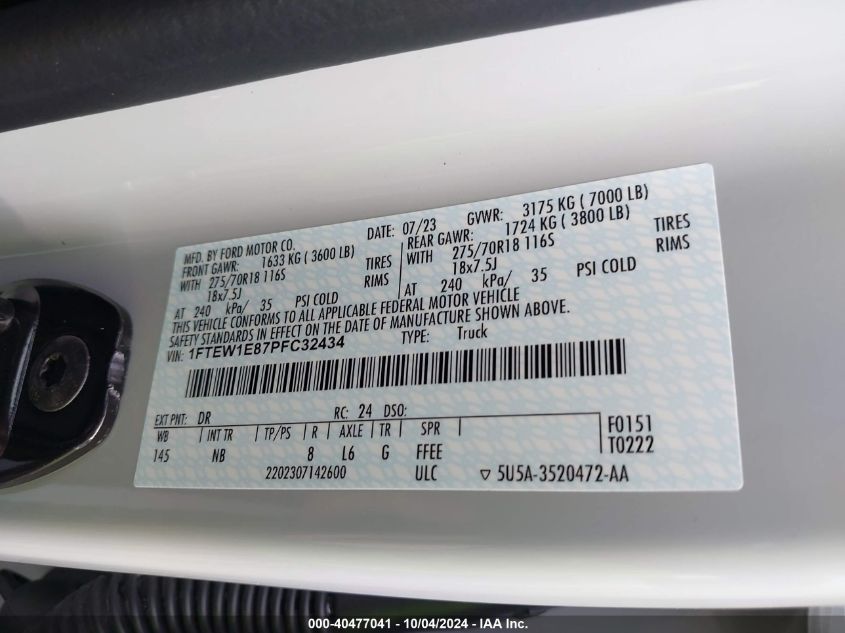 MFD. BY FORD MOTOR CO.
DATE: 07/23 GVWR: 3175 KG ( 7000 LB)
FRONT GAWR: 1633 KG ( 3600 LB) REAR GAWR: 1724 KG ( 3800 LB)
WITH 275/70R18 116S TIRES WITH 275/70R18 116S TIRES
18x7.5J RIMS 18x7.5J RIMS
AT 240 kPa/ 35 PSI COLD AT 240 kPa/ 35 PSI COLD
THIS VEHICLE CONFORMS TO ALL APPLICABLE FEDERAL MOTOR VEHICLE
SAFETY STANDARDS IN EFFECT ON THE DATE OF MANUFACTURE SHOWN ABOVE.
VIN: 1FTEW1E87PFC32434 TYPE: Truck
EXT PNT: DR RC: 24 DSO:
WB INT TR TP/PS R AXLE TR SPR F0151
145 NB 8 L6 G FFEE T0222
2202307142600 ULC ▽ 5U5A-3520472-AA
000-40477041 - 10/04/2024 - IAA Inc.